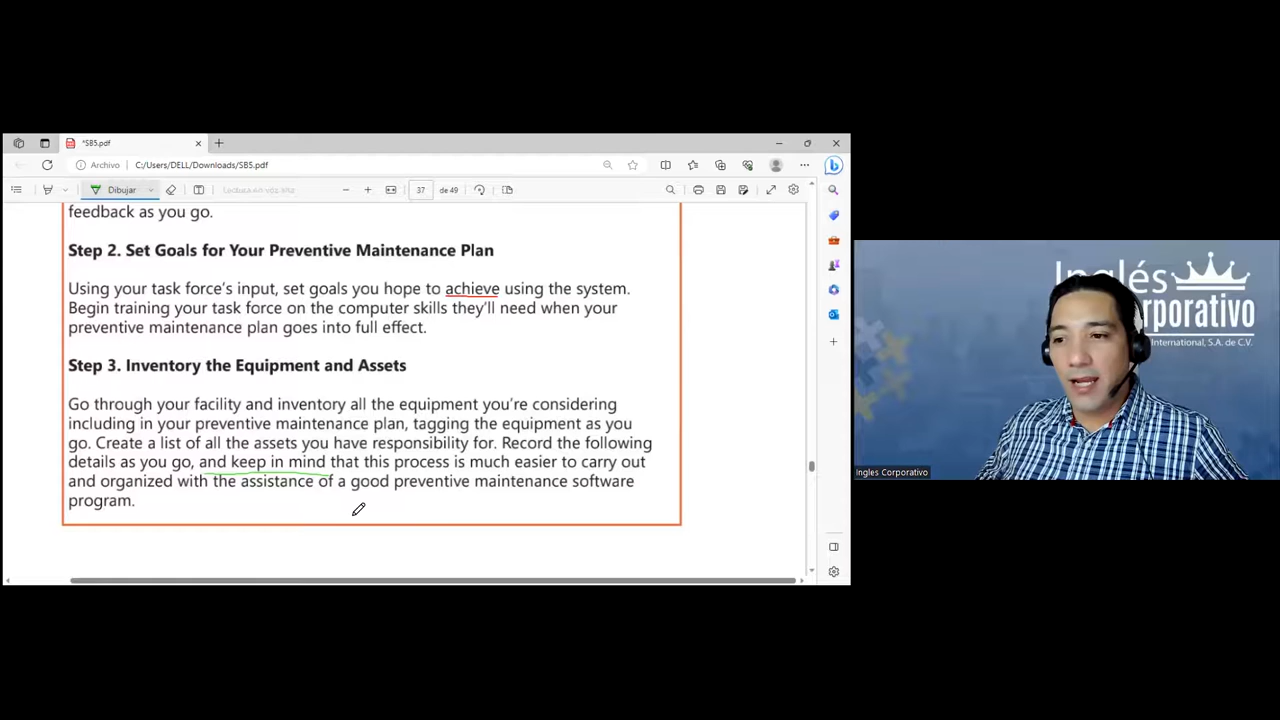 *SB5.pdf
Archivo
C:/Users/DELL/Downloads/SB5.pdf
Dibujar
Lectura en voz alta
37
de 49
feedback as you go.
Step 2. Set Goals for Your Preventive Maintenance Plan
Using your task force's input, set goals you hope to achieve using the system.
Begin training your task force on the computer skills they'll need when your
preventive maintenance plan goes into full effect.
Step 3. Inventory the Equipment and Assets
Go through your facility and inventory all the equipment you're considering
including in your preventive maintenance plan, tagging the equipment as you
go. Create a list of all the assets you have responsibility for. Record the following
details as you go, and keep in mind that this process is much easier to carry out
and organized with the assistance of a good preventive maintenance software
program.
Inglés
orporativo
International, S.A. de C.V.
Ingles Corporativo